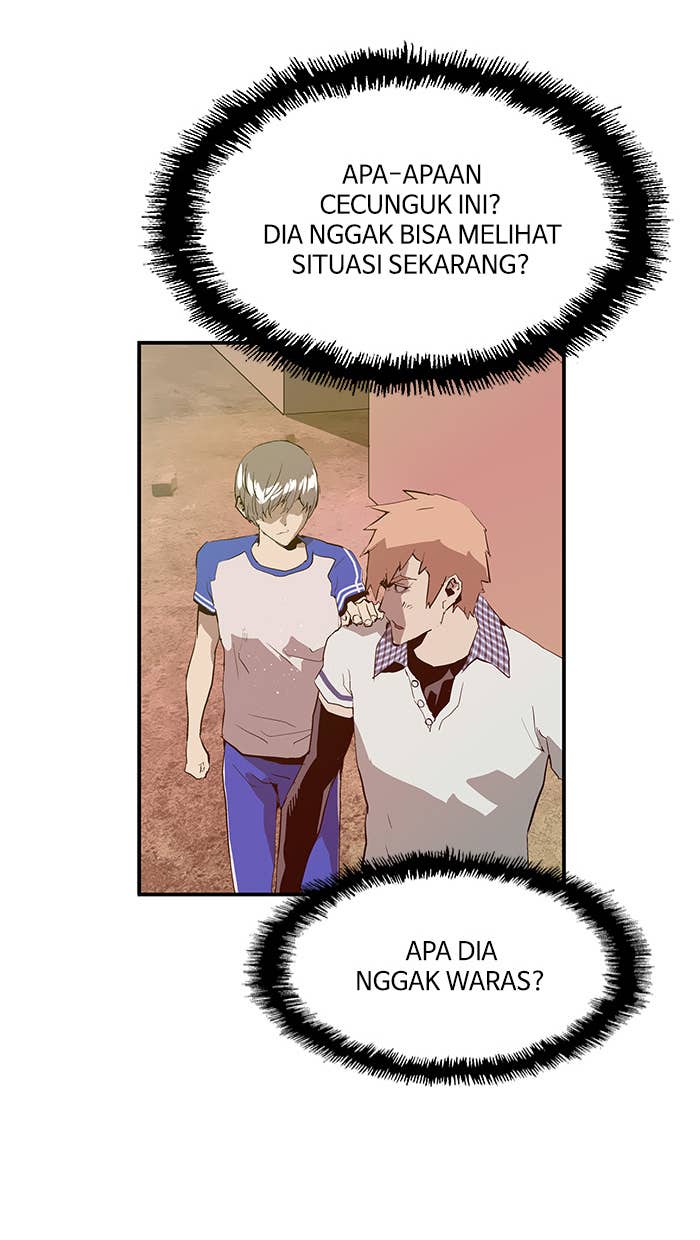 APA-APAAN
CECUNGUK INI?
DIA NGGAK BISA MELIHAT
SITUASI SEKARANG?
APA DIA
NGGAK WARAS?